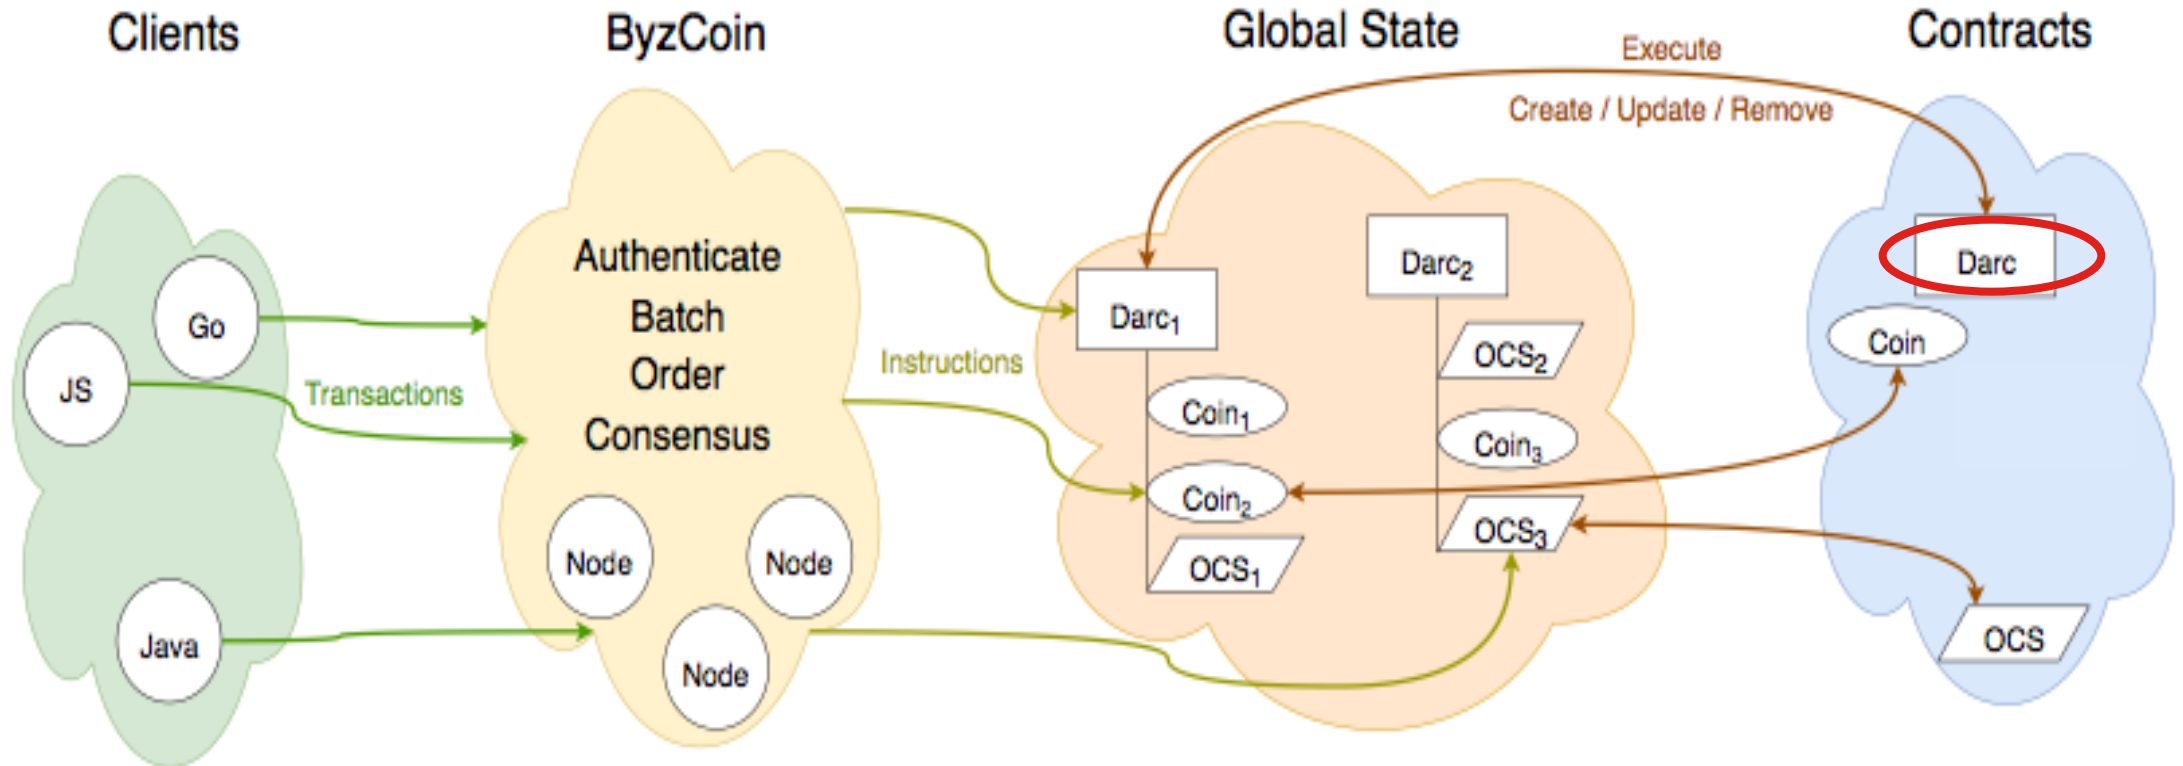 Clients
ByzCoin
Global State
Contracts
Execute
Create / Update / Remove
Go
JS
Java
Transactions
Authenticate
Batch
Order
Consensus
Node
Node
Node
Instructions
Darc1
Coin1
Coin2
OCS1
Darc2
OCS2
Coin3
OCS3
Darc
Coin
OCS